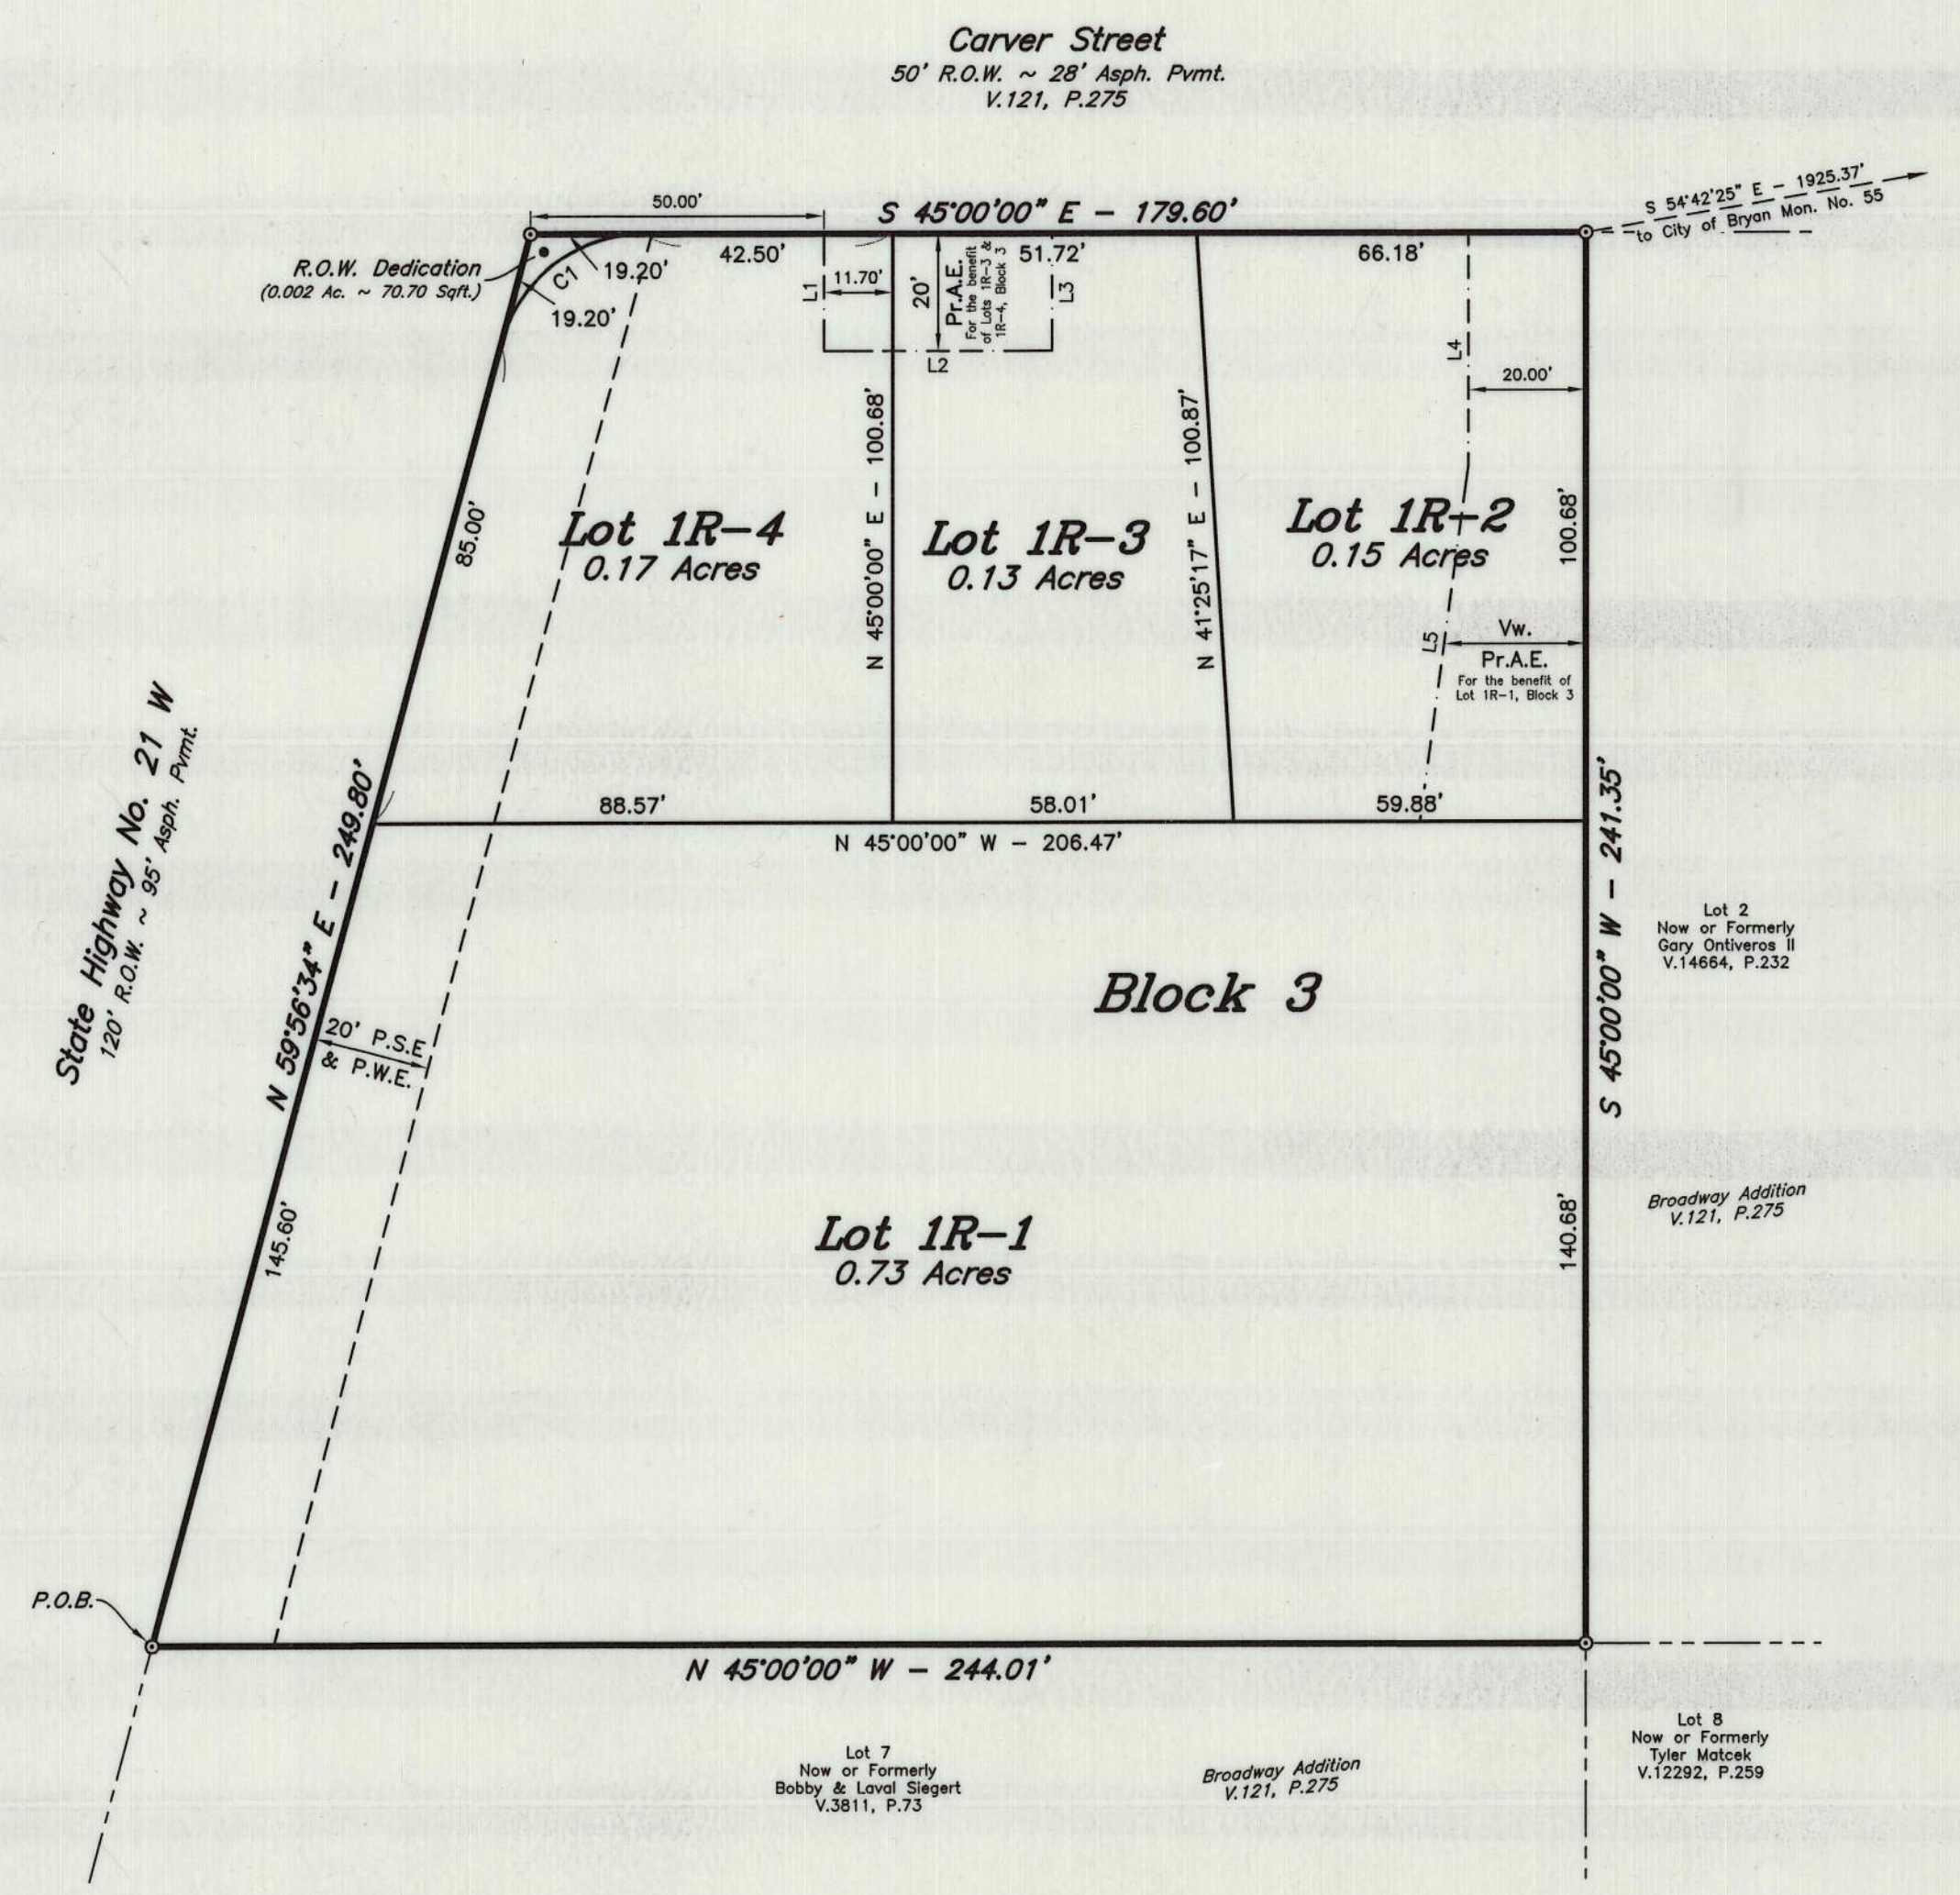 Carver Street
50' R.O.W. ~ 28' Asph. Pvmt.
V.121, P.275
S 54°42'25" E - 1925.37'
to City of Bryan Mon. No. 55
50.00'
S 45°00'00" E - 179.60'
R.O.W. Dedication
(0.002 Ac. ~ 70.70 Sqft.)
C1
19.20'
19.20'
42.50'
51.72'
66.18'
L1
11.70'
20'
Pr.A.E.
For the benefit
of Lots 1R-3 &
1R-4, Block 3
L3
L2
L4
20.00'
85.00'
N 45°00'00" E - 100.68'
N 41°25'17" E - 100.87'
100.68'
Lot 1R-4
0.17 Acres
Lot 1R-3
0.13 Acres
Lot 1R-2
0.15 Acres
L5
Vw.
Pr.A.E.
For the benefit of
Lot 1R-1, Block 3
88.57'
58.01'
59.88'
N 45°00'00" W - 206.47'
State Highway No. 21 W
120' R.O.W. ~ 95' Asph. Pvmt.
N 59°56'34" E - 249.80'
20' P.S.E
& P.W.E.
145.60'
Block 3
S 45°00'00" W - 241.35'
Lot 2
Now or Formerly
Gary Ontiveros II
V.14664, P.232
Lot 1R-1
0.73 Acres
140.68'
Broadway Addition
V.121, P.275
P.O.B.
N 45°00'00" W - 244.01'
Lot 7
Now or Formerly
Bobby & Laval Siegert
V.3811, P.73
Broadway Addition
V.121, P.275
Lot 8
Now or Formerly
Tyler Matcek
V.12292, P.259